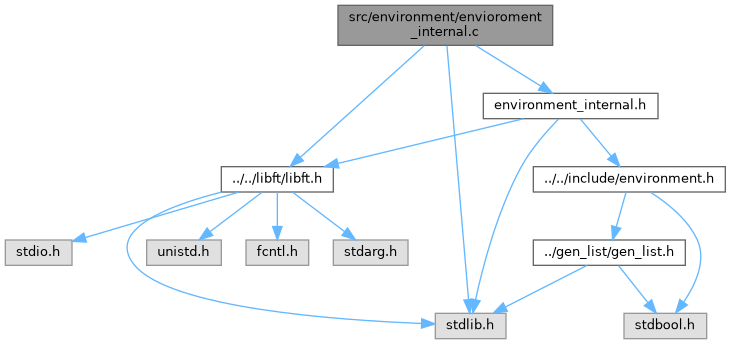 src/environment/envioroment
_internal.c
environment_internal.h
../../libft/libft.h
../../include/environment.h
stdio.h
unistd.h
fcntl.h
stdarg.h
../gen_list/gen_list.h
stdlib.h
stdbool.h